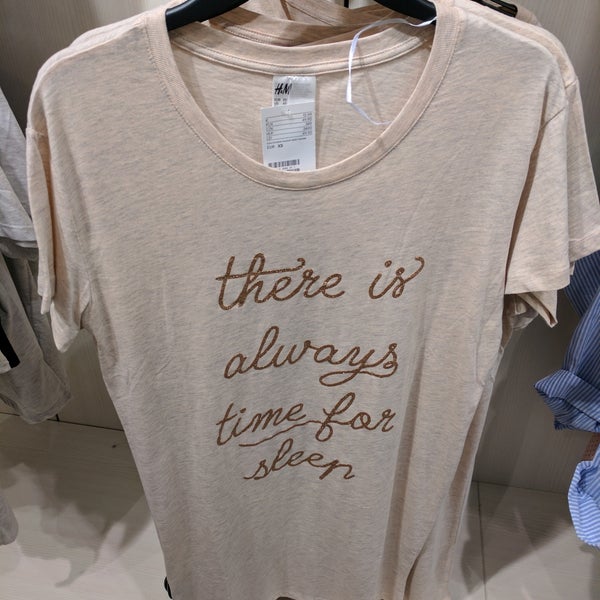 H&M
there is
always
time for
sleep